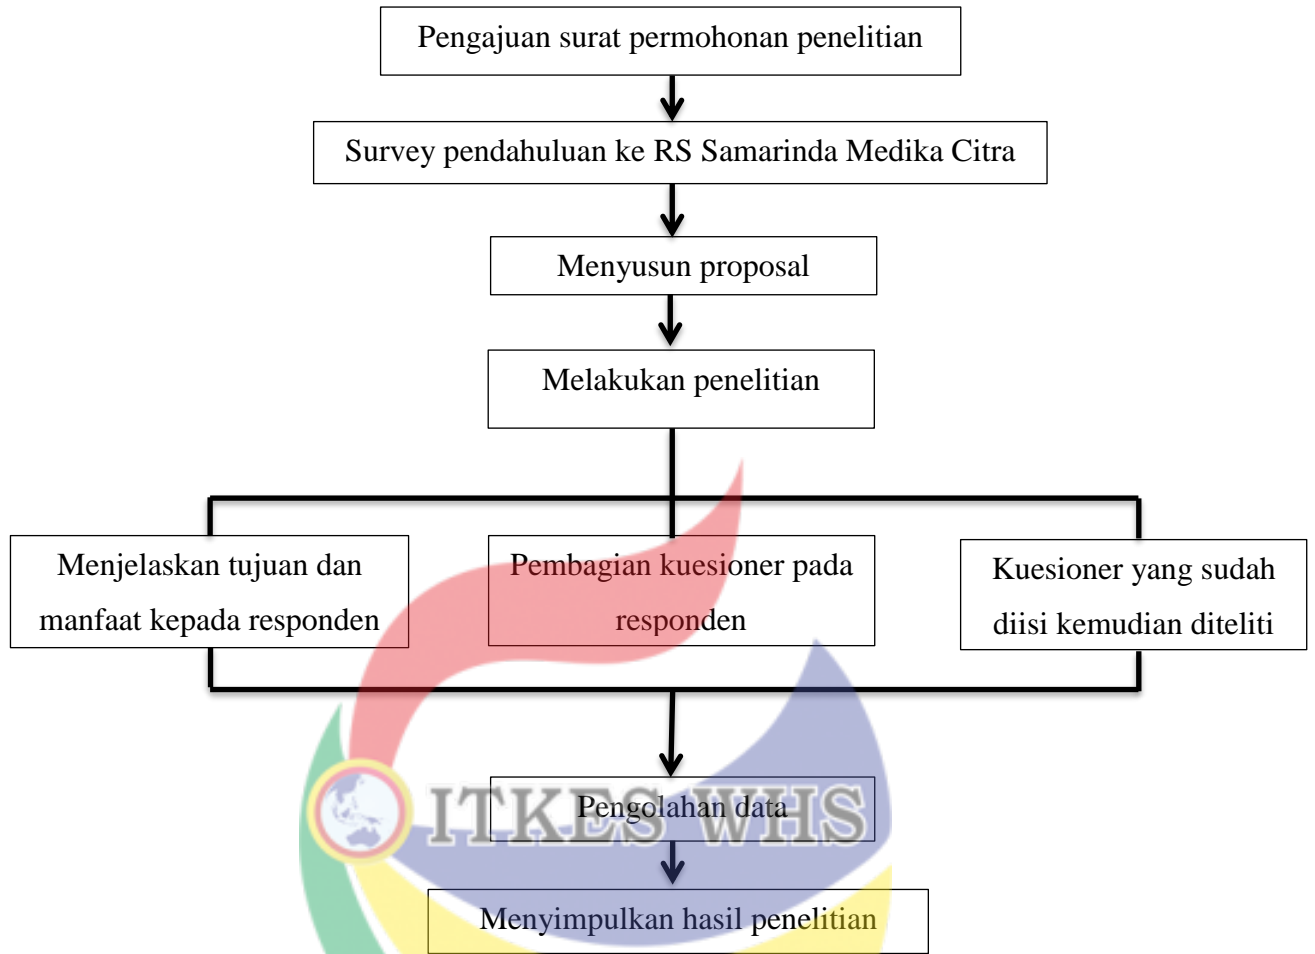 Pengajuan surat permohonan penelitian
Survey pendahuluan ke RS Samarinda Medika Citra
Menyusun proposal
Melakukan penelitian
Menjelaskan tujuan dan
manfaat kepada responden
Pembagian kuesioner pada
responden
Kuesioner yang sudah
diisi kemudian diteliti
ITKES WHS
Pengolahan data
Menyimpulkan hasil penelitian